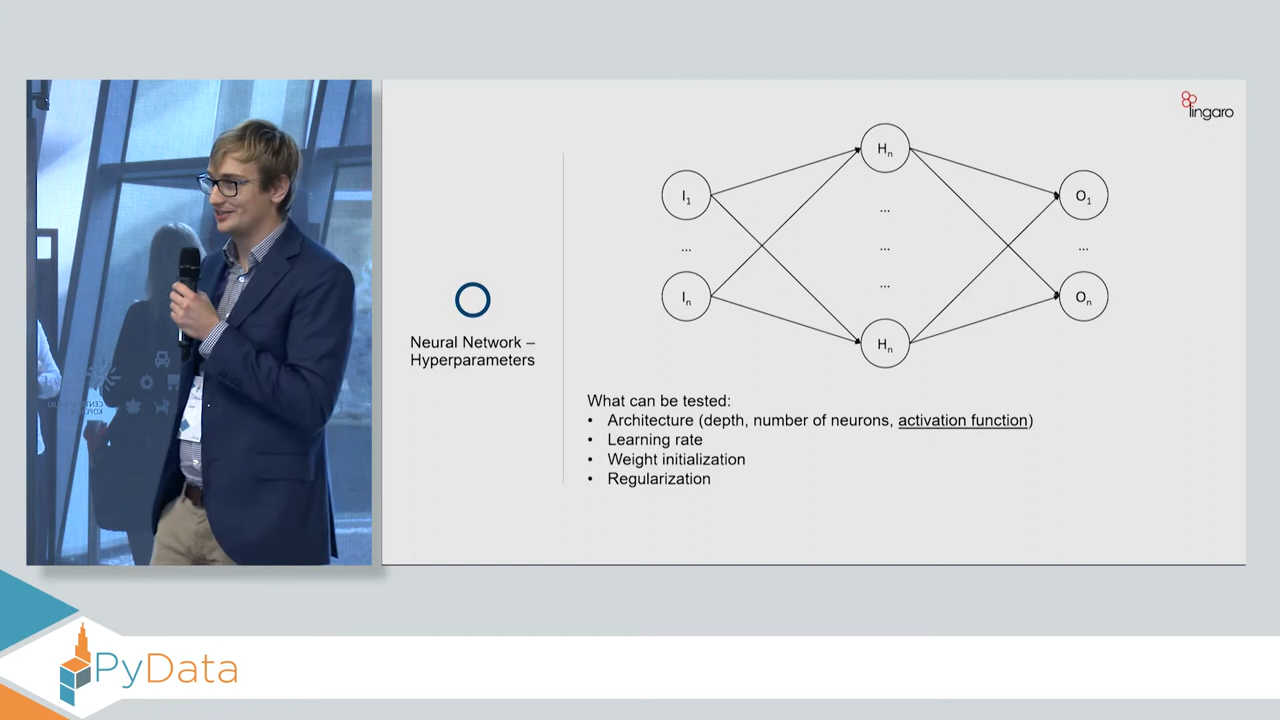 lingaro
Hn
I1
O1
...
...
...
...
...
In
On
Hn
Neural Network –
Hyperparameters
What can be tested:
• Architecture (depth, number of neurons, activation function)
• Learning rate
• Weight initialization
• Regularization
PyData